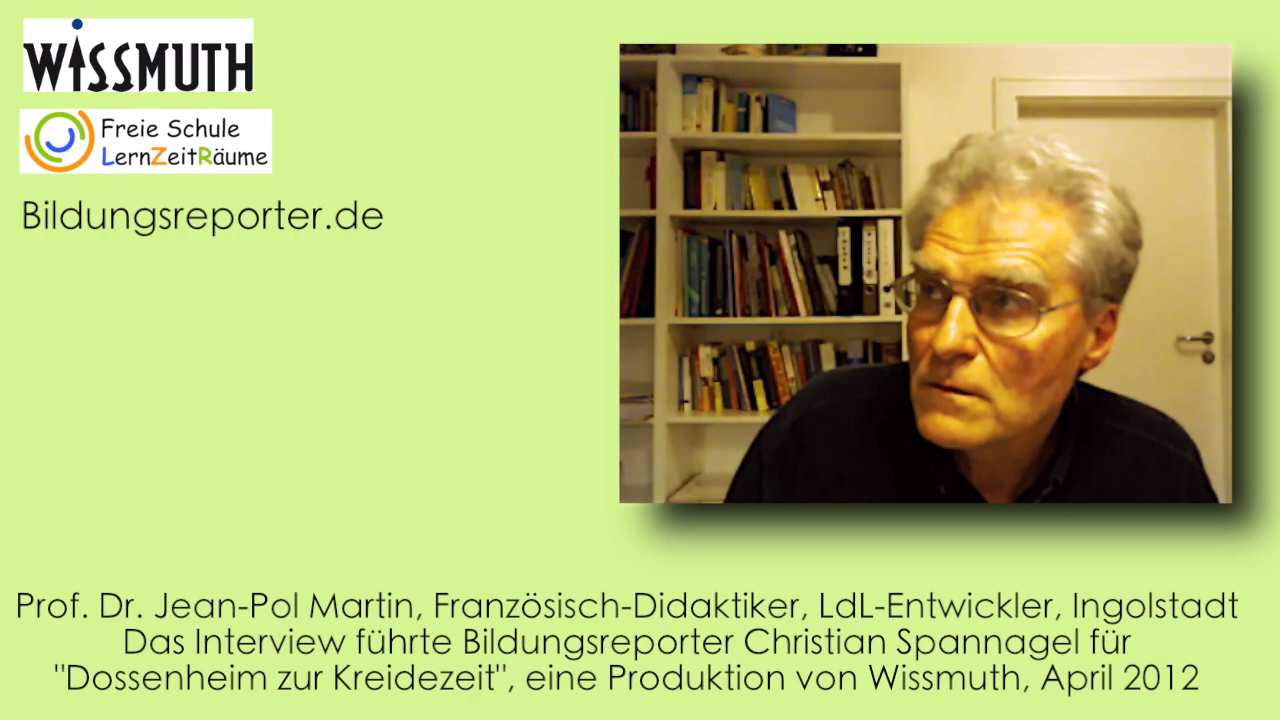 WISSMUTH
Freie Schule
LernZeitRäume
Bildungsreporter.de
Prof. Dr. Jean-Pol Martin, Französisch-Didaktiker, LdL-Entwickler, Ingolstadt
Das Interview führte Bildungsreporter Christian Spannagel für
"Dossenheim zur Kreidezeit", eine Produktion von Wissmuth, April 2012